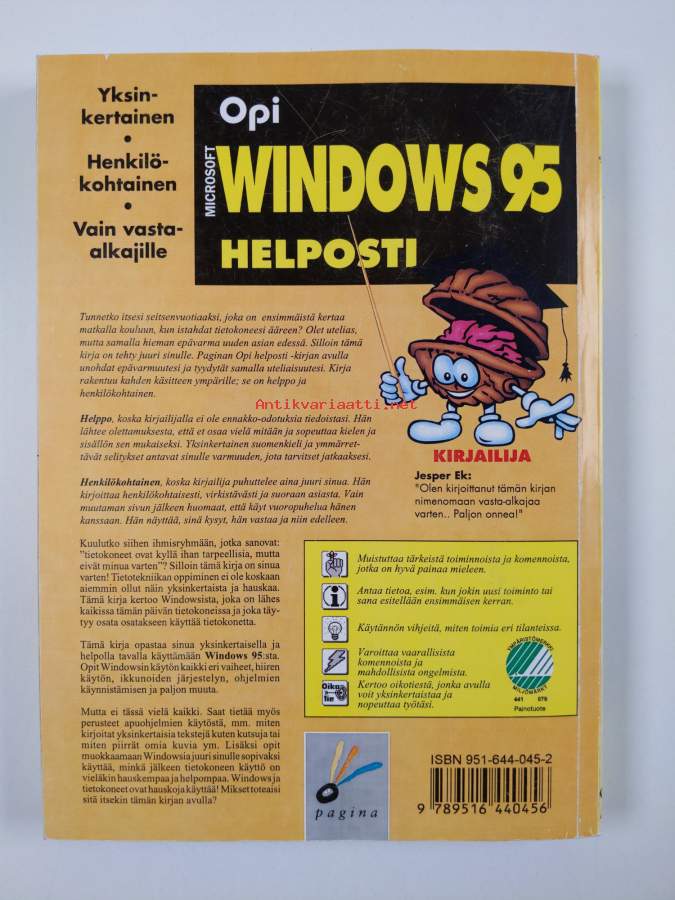 Yksin-
kertainen
•
Henkilö-
kohtainen
•
Vain vasta-
alkajille
Opi
MICROSOFT
WINDOWS 95
HELPOSTI
Tunnetko itsesi seitsenvuotiaaksi, joka on ensimmäistä kertaa
matkalla kouluun, kun istahdat tietokoneesi ääreen? Olet utelias,
mutta samalla hieman epävarma uuden asian edessä. Silloin tämä
kirja on tehty juuri sinulle. Paginan Opi helposti -kirjan avulla
unohdat epävarmuutesi ja tyydytät samalla uteliaisuutesi. Kirja
rakentuu kahden käsitteen ympärille; se on helppo ja
henkilökohtainen.
Antikvariaatti.net
Helppo, koska kirjailijalla ei ole ennakko-odotuksia tiedoistasi. Hän
lähtee olettamuksesta, että et osaa vielä mitään ja sopeuttaa kielen ja
sisällön sen mukaiseksi. Yksinkertainen suomenkieli ja ymmärret-
tävät selitykset antavat sinulle varmuuden, jota tarvitset jatkaaksesi.
Henkilökohtainen, koska kirjailija puhuttelee aina juuri sinua. Hän
kirjoittaa henkilökohtaisesti, virkistävästi ja suoraan asiasta. Vain
muutaman sivun jälkeen huomaat, että käyt vuoropuhelua hänen
kanssaan. Hän näyttää, sinä kysyt, hän vastaa ja niin edelleen.
KIRJAILIJA
Jesper Ek:
"Olen kirjoittanut tämän kirjan
nimenomaan vasta-alkajaa
varten.. Paljon onnea!"
Kuulutko siihen ihmisryhmään, jotka sanovat:
"tietokoneet ovat kyllä ihan tarpeellisia, mutta
eivät minua varten"? Silloin tämä kirja on sinua
varten! Tietotekniikan oppiminen ei ole koskaan
aiemmin ollut näin yksinkertaista ja hauskaa.
Tämä kirja kertoo Windowsista, joka on lähes
kaikissa tämän päivän tietokoneissa ja joka täy-
tyy osata osatakseen käyttää tietokonetta.
Tämä kirja opastaa sinua yksinkertaisella ja
helpolla tavalla käyttämään Windows 95:sta.
Opit Windowsin käytön kaikki eri vaiheet, hiiren
käytön, ikkunoiden järjestelyn, ohjelmien
käynnistämisen ja paljon muuta.
Mutta ei tässä vielä kaikki. Saat tietää myös
perusteet apuohjelmien käytöstä, mm. miten
kirjoitat yksinkertaisia tekstejä kuten kutsuja tai
miten piirrät omia kuvia ym. Lisäksi opit
muokkaamaan Windowsia juuri sinulle sopivaksi
käyttää, minkä jälkeen tietokoneen käyttö on
vieläkin hauskempaa ja helpompaa. Windows ja
tietokoneet ovat hauskoja käyttää! Mikset toteaisi
sitä itsekin tämän kirjan avulla?
Muistuttaa tärkeistä toiminnoista ja komennoista,
jotka on hyvä painaa mieleen.
Antaa tietoa, esim. kun jokin uusi toiminto tai
sana esitellään ensimmäisen kerran.
Käytännön vihjeitä, miten toimia eri tilanteissa.
Varoittaa vaarallisista
komennoista ja
mahdollisista ongelmista.
Oiko
tie
Kertoo oikotiestä, jonka avulla
voit yksinkertaistaa ja
nopeuttaa työtäsi.
YMPÄRISTÖMERKKI
MILJÖMÄRKT
441 978
Painotuote
pagina
ISBN 951-644-045-2
9 789516 440456